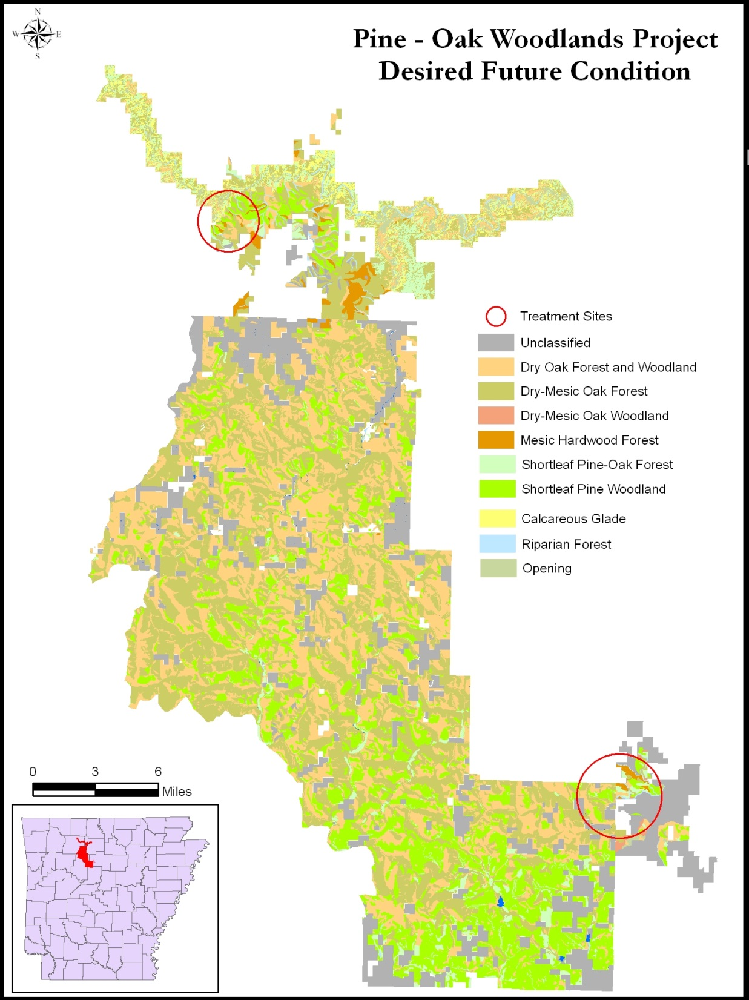 N
W E
S
Pine - Oak Woodlands Project
Desired Future Condition
Treatment Sites
Unclassified
Dry Oak Forest and Woodland
Dry-Mesic Oak Forest
Dry-Mesic Oak Woodland
Mesic Hardwood Forest
Shortleaf Pine-Oak Forest
Shortleaf Pine Woodland
Calcareous Glade
Riparian Forest
Opening
0 3 6
Miles